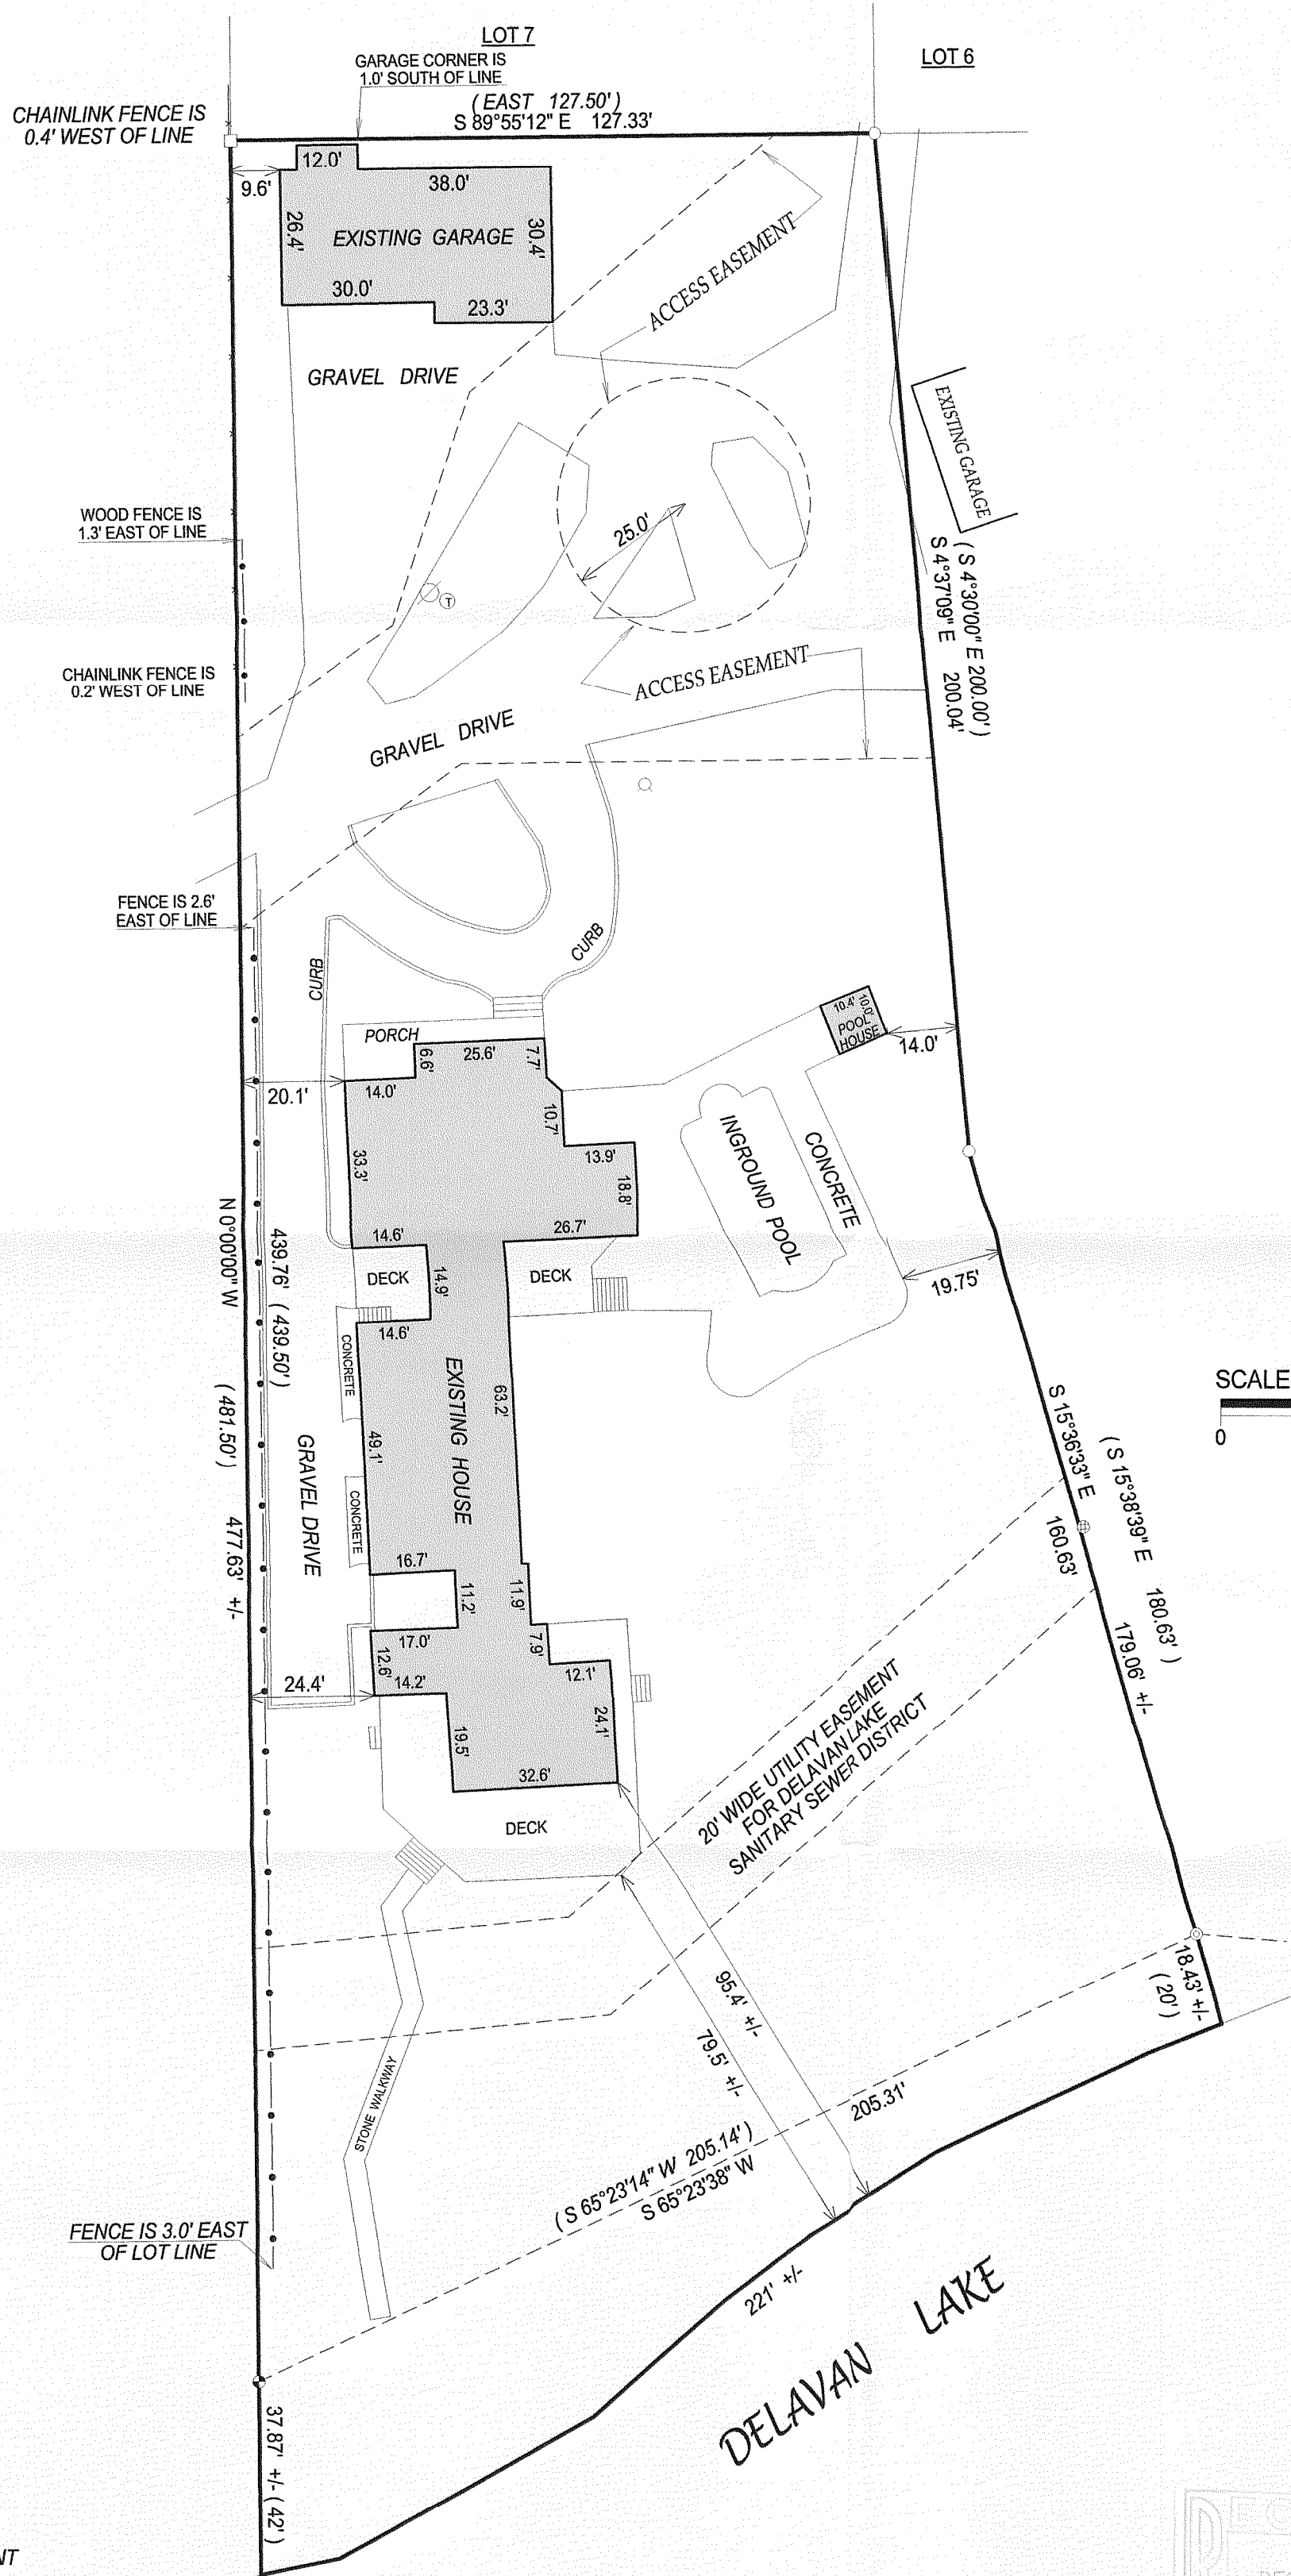 LOT 7
LOT 6
GARAGE CORNER IS
1.0' SOUTH OF LINE
CHAINLINK FENCE IS
0.4' WEST OF LINE
( EAST 127.50' )
S 89°55'12" E 127.33'
12.0'
9.6'
38.0'
26.4'
EXISTING GARAGE
30.4'
30.0'
23.3'
ACCESS EASEMENT
GRAVEL DRIVE
EXISTING GARAGE
WOOD FENCE IS
1.3' EAST OF LINE
25.0'
T
( S 4°30'00" E 200.00' )
S 4°37'09" E 200.04'
CHAINLINK FENCE IS
0.2' WEST OF LINE
ACCESS EASEMENT
GRAVEL DRIVE
FENCE IS 2.6'
EAST OF LINE
CURB
CURB
10.4'
10.0'
POOL
HOUSE
14.0'
PORCH
6.6'
25.6'
7.7'
20.1'
14.0'
10.7'
33.3'
13.9'
18.8'
INGROUND POOL
CONCRETE
14.6'
26.7'
N 0°00'00" W
439.76' (439.50')
DECK
14.9'
DECK
19.75'
14.6'
CONCRETE
EXISTING HOUSE
63.2'
SCALE
0
( 481.50' )
49.1'
S 15°36'33" E
160.63'
( S 15°38'39" E 180.63' )
179.06' +/-
GRAVEL DRIVE
CONCRETE
477.63' +/-
16.7'
11.2'
11.9'
17.0'
7.9'
12.6'
14.2'
12.1'
24.4'
19.5'
24.1'
32.6'
20' WIDE UTILITY EASEMENT
FOR DELAVAN LAKE
SANITARY SEWER DISTRICT
DECK
18.43' +/-
( 20' )
95.4' +/-
79.5' +/-
STONE WALKWAY
205.31'
( S 65°23'14" W 205.14' )
S 65°23'38" W
FENCE IS 3.0' EAST
OF LOT LINE
221' +/-
DELAVAN LAKE
37.87' +/- ( 42' )